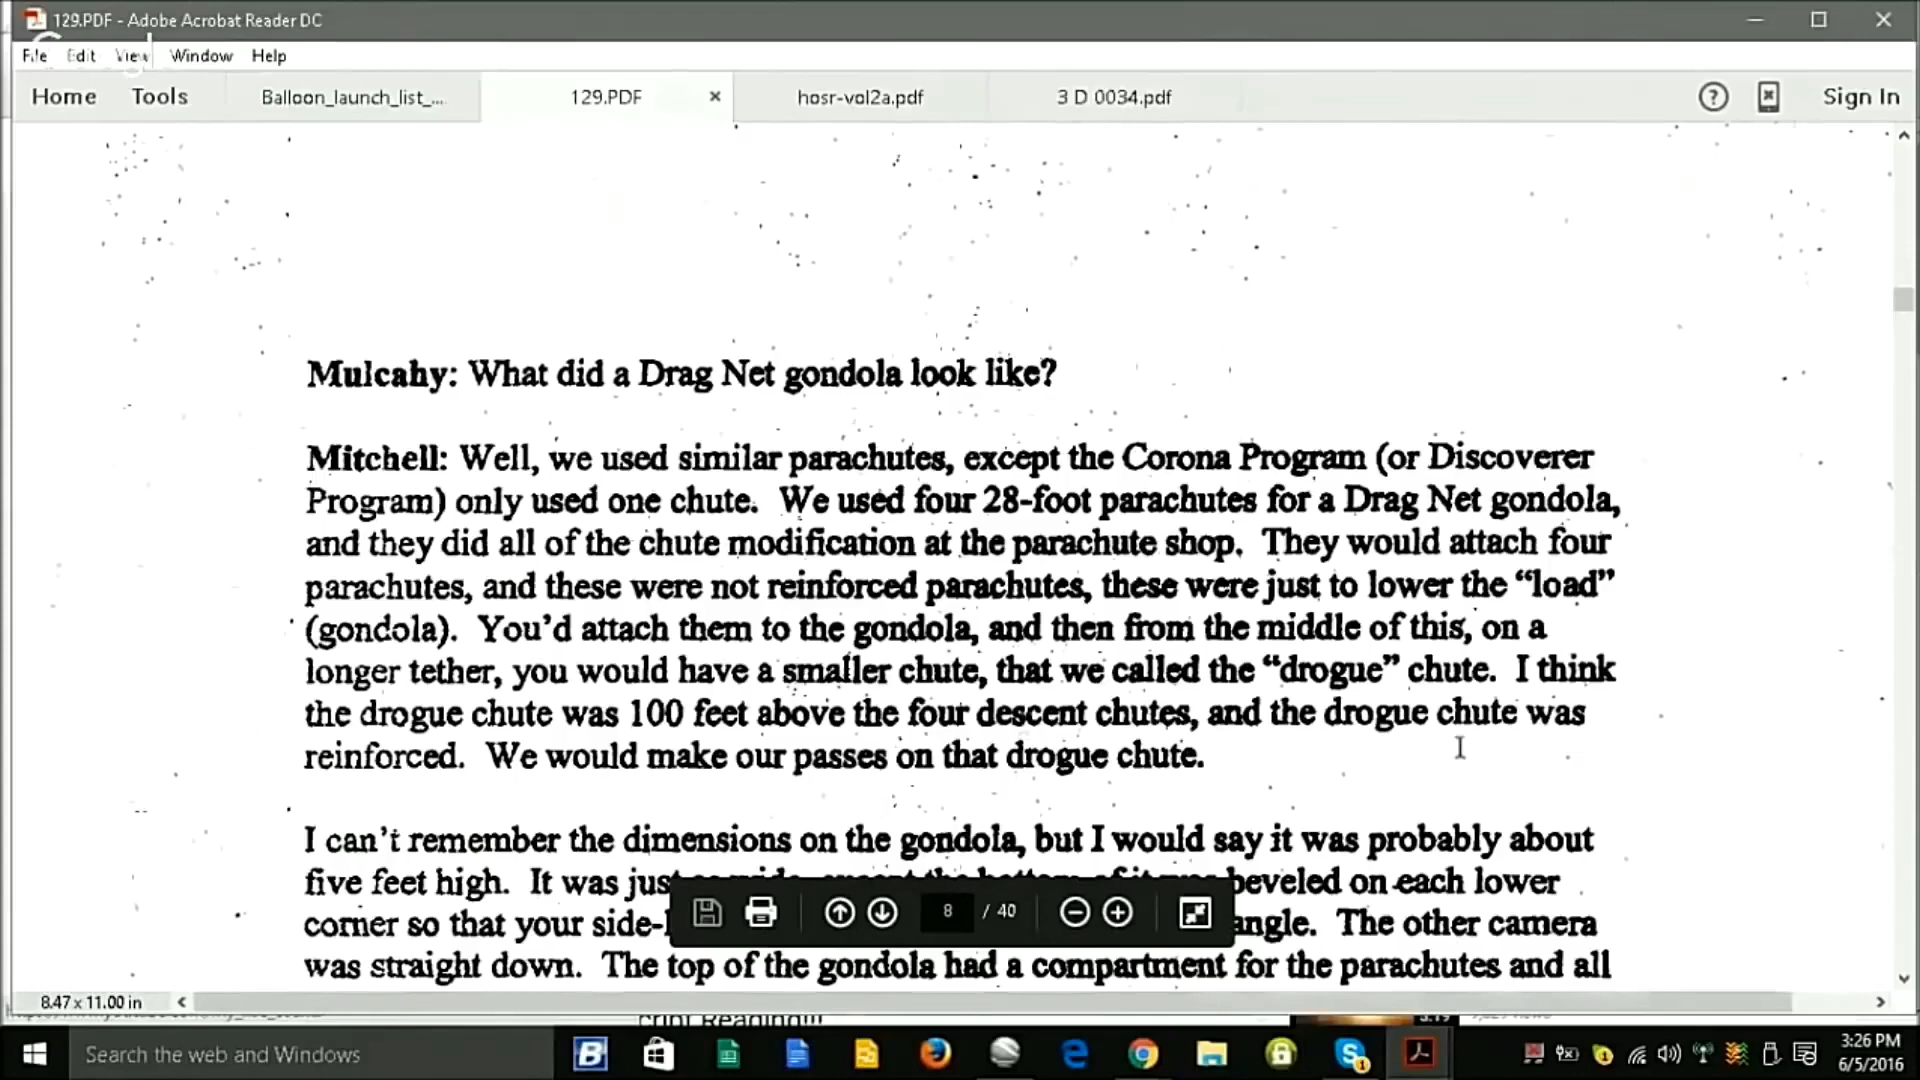 129.PDF - Adobe Acrobat Reader DC
File Edit View Window Help
Home Tools Balloon_launch_list_... 129.PDF hosr-vol2a.pdf 3 D 0034.pdf Sign In
Mulcahy: What did a Drag Net gondola look like?
Mitchell: Well, we used similar parachutes, except the Corona Program (or Discoverer
Program) only used one chute. We used four 28-foot parachutes for a Drag Net gondola,
and they did all of the chute modification at the parachute shop. They would attach four
parachutes, and these were not reinforced parachutes, these were just to lower the “load”
(gondola). You’d attach them to the gondola, and then from the middle of this, on a
longer tether, you would have a smaller chute, that we called the “drogue” chute. I think
the drogue chute was 100 feet above the four descent chutes, and the drogue chute was
reinforced. We would make our passes on that drogue chute.
I can’t remember the dimensions on the gondola, but I would say it was probably about
five feet high. It was just beveled on each lower
corner so that your side- angle. The other camera
was straight down. The top of the gondola had a compartment for the parachutes and all
8 / 40
8.47 x 11.00 in
Search the web and Windows
3:26 PM
6/5/2016